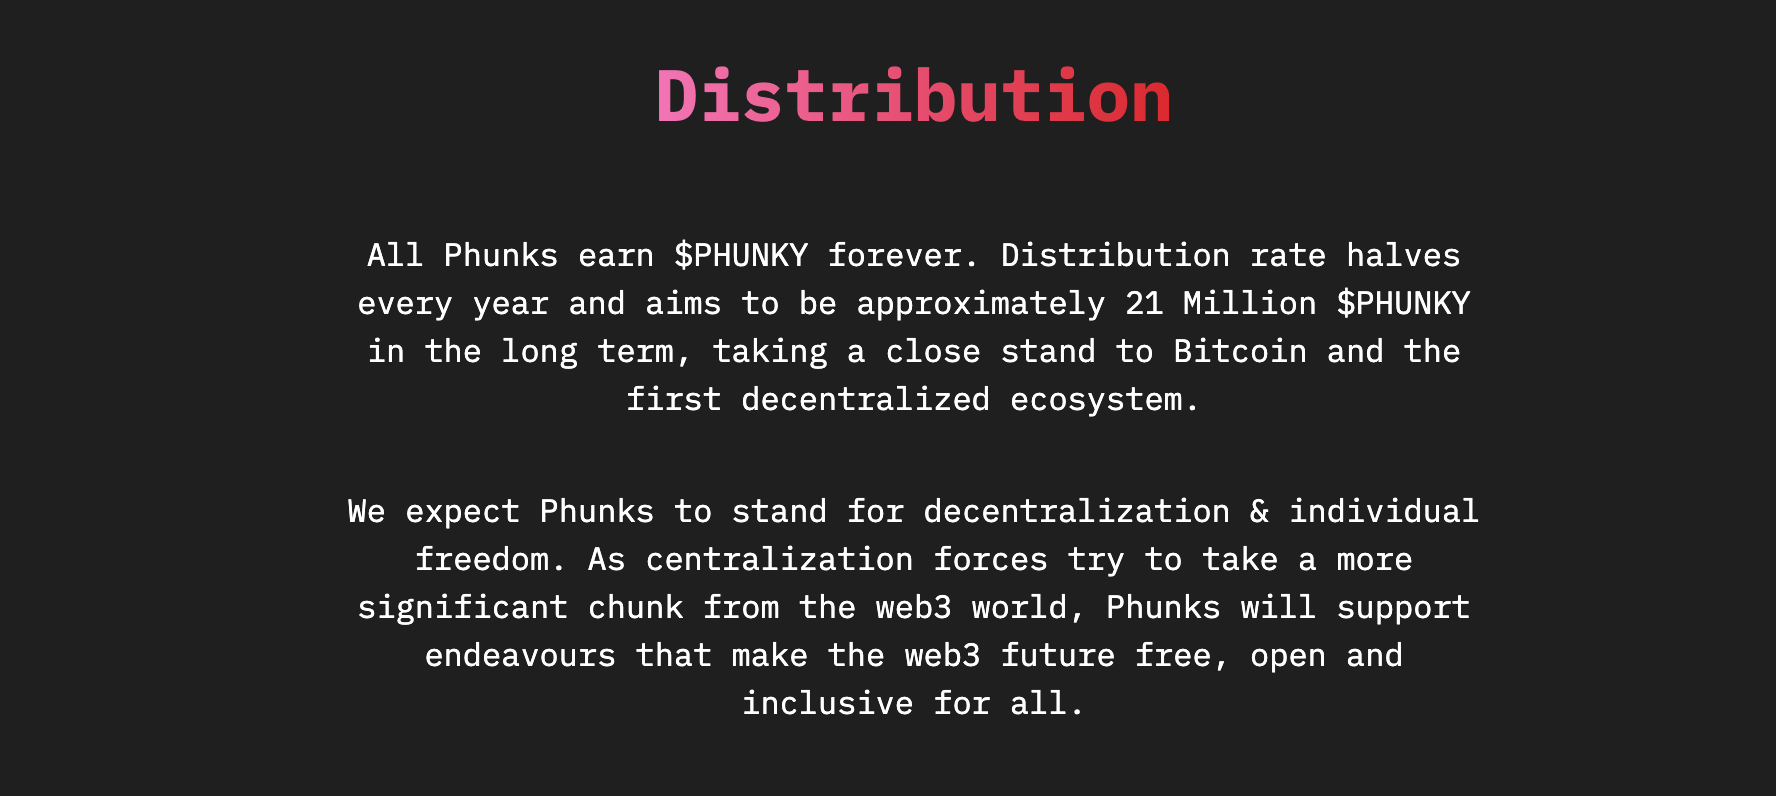 Distribution
All Phunks earn $PHUNKY forever. Distribution rate halves
every year and aims to be approximately 21 Million $PHUNKY
in the long term, taking a close stand to Bitcoin and the
first decentralized ecosystem.
We expect Phunks to stand for decentralization & individual
freedom. As centralization forces try to take a more
significant chunk from the web3 world, Phunks will support
endeavours that make the web3 future free, open and
inclusive for all.